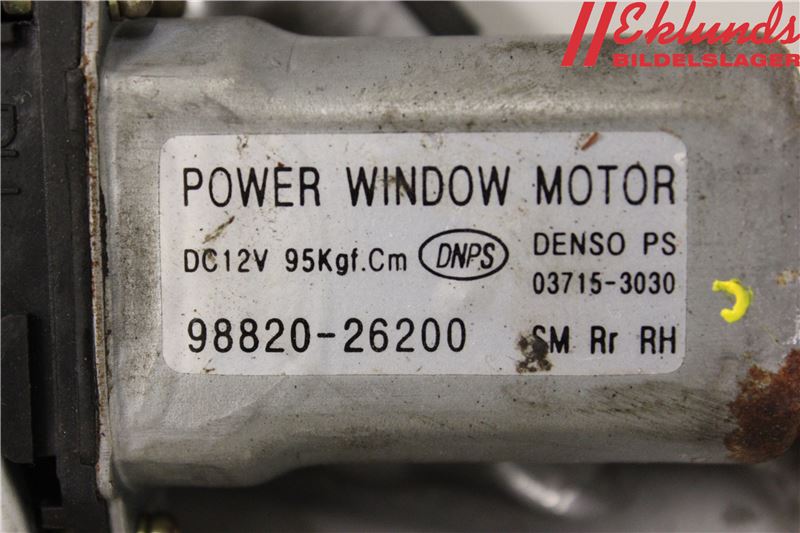 Eklunds
BILDELSLAGER
POWER WINDOW MOTOR
DC12V 95Kgf.Cm DNPS DENSO PS
03715-3030
98820-26200 SM Rr RH